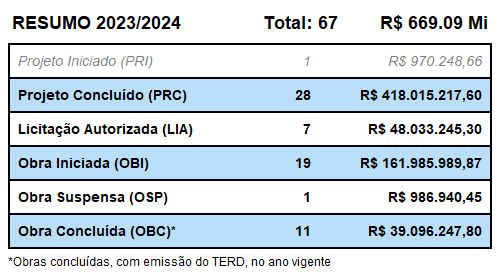 RESUMO 2023/2024 Total: 67 R$ 669.09 Mi
Projeto Iniciado (PRI) 1 R$ 970.248,66
Projeto Concluído (PRC) 28 R$ 418.015.217,60
Licitação Autorizada (LIA) 7 R$ 48.033.245,30
Obra Iniciada (OBI) 19 R$ 161.985.989,87
Obra Suspensa (OSP) 1 R$ 986.940,45
Obra Concluída (OBC)* 11 R$ 39.096.247,80
*Obras concluídas, com emissão do TERD, no ano vigente